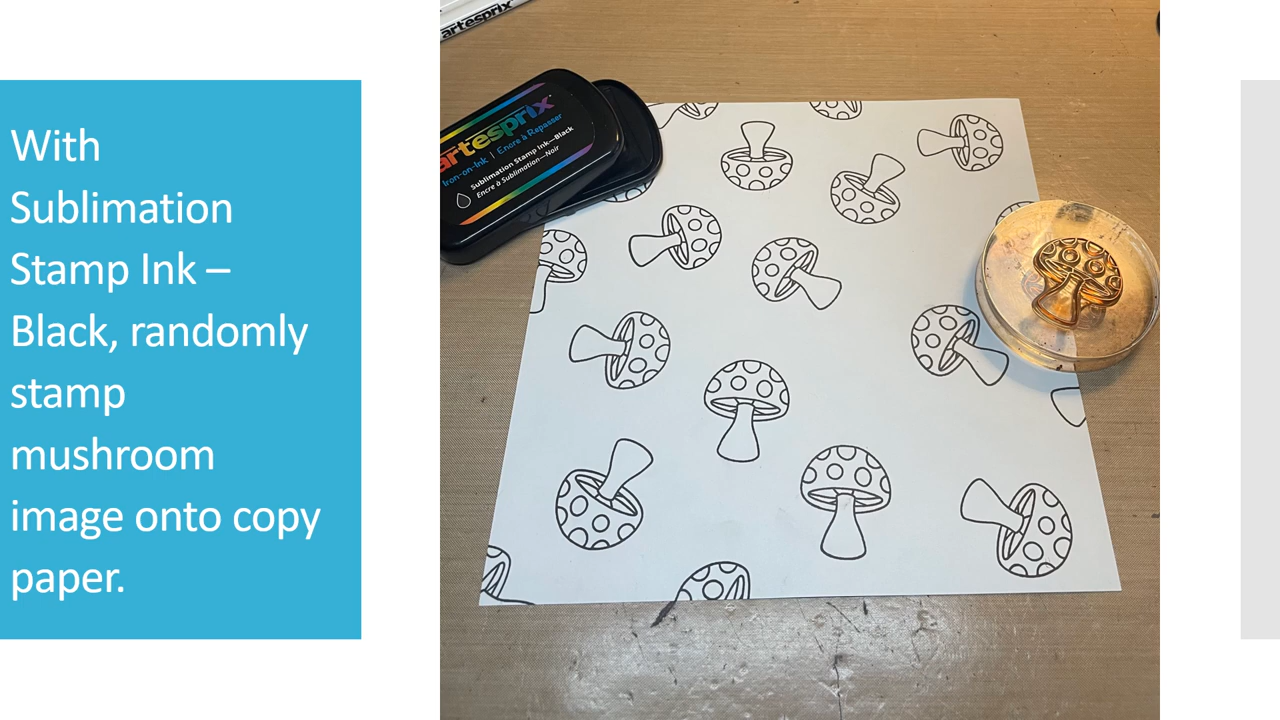 With
Sublimation
Stamp Ink –
Black, randomly
stamp
mushroom
image onto copy
paper.
artesprix
artesprix
Iron-on-Ink | Encre à Repasser
Sublimation Stamp Ink—Black
Encre à Sublimation—Noir